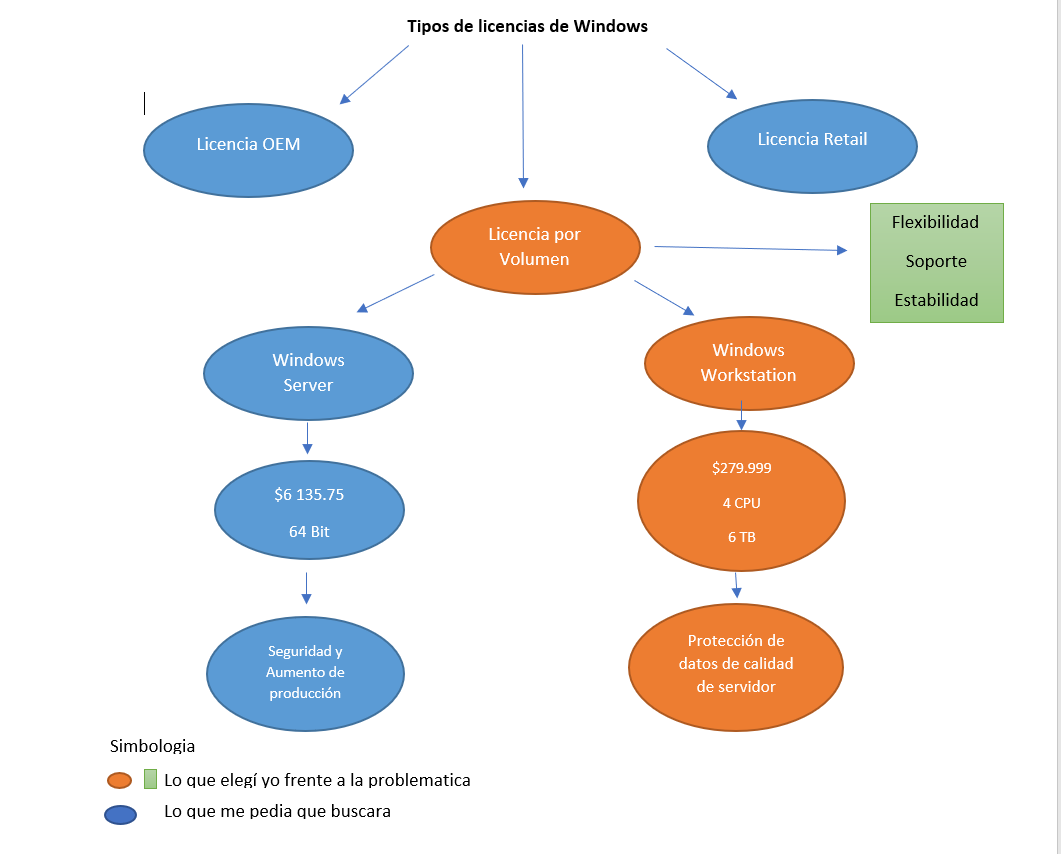 Tipos de licencias de Windows
Licencia OEM
Licencia Retail
Licencia por
Volumen
Flexibilidad
Soporte
Estabilidad
Windows
Server
Windows
Workstation
$6 135.75
64 Bit
$279.999
4 CPU
6 TB
Seguridad y
Aumento de
producción
Protección de
datos de calidad
de servidor
Simbologia
Lo que elegí yo frente a la problematica
Lo que me pedia que buscara